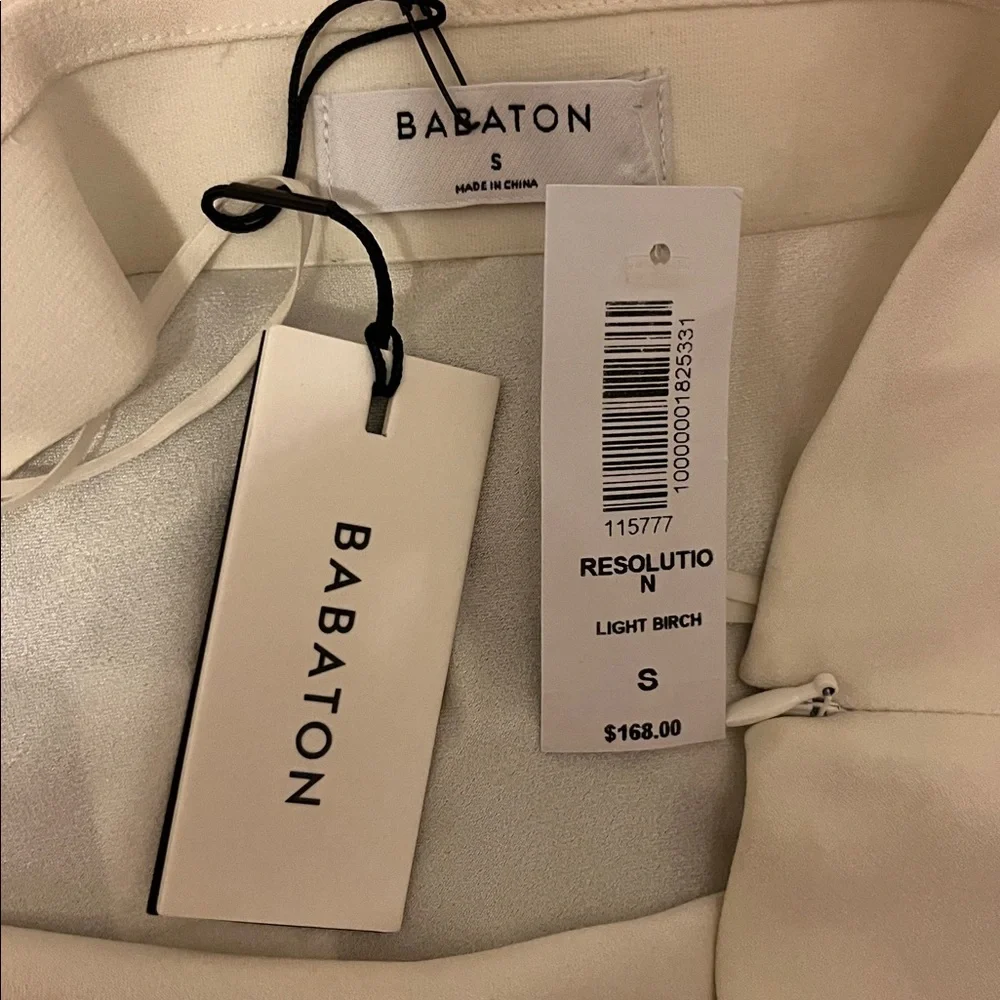 BABATON
S
MADE IN CHINA
BABATON
10000001825331
115777
RESOLUTIO
N
LIGHT BIRCH
S
$168.00